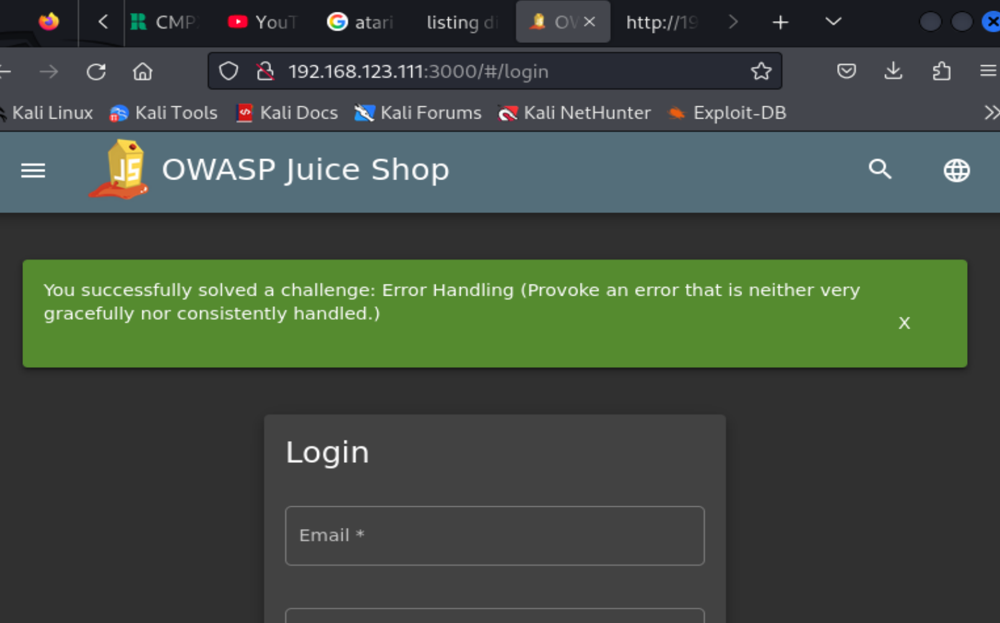 CMP
YouT
atari
listing di
OV
http://19
192.168.123.111:3000/#/login
Kali Linux
Kali Tools
Kali Docs
Kali Forums
Kali NetHunter
Exploit-DB
JS
OWASP Juice Shop
You successfully solved a challenge: Error Handling (Provoke an error that is neither very
gracefully nor consistently handled.)
X
Login
Email *